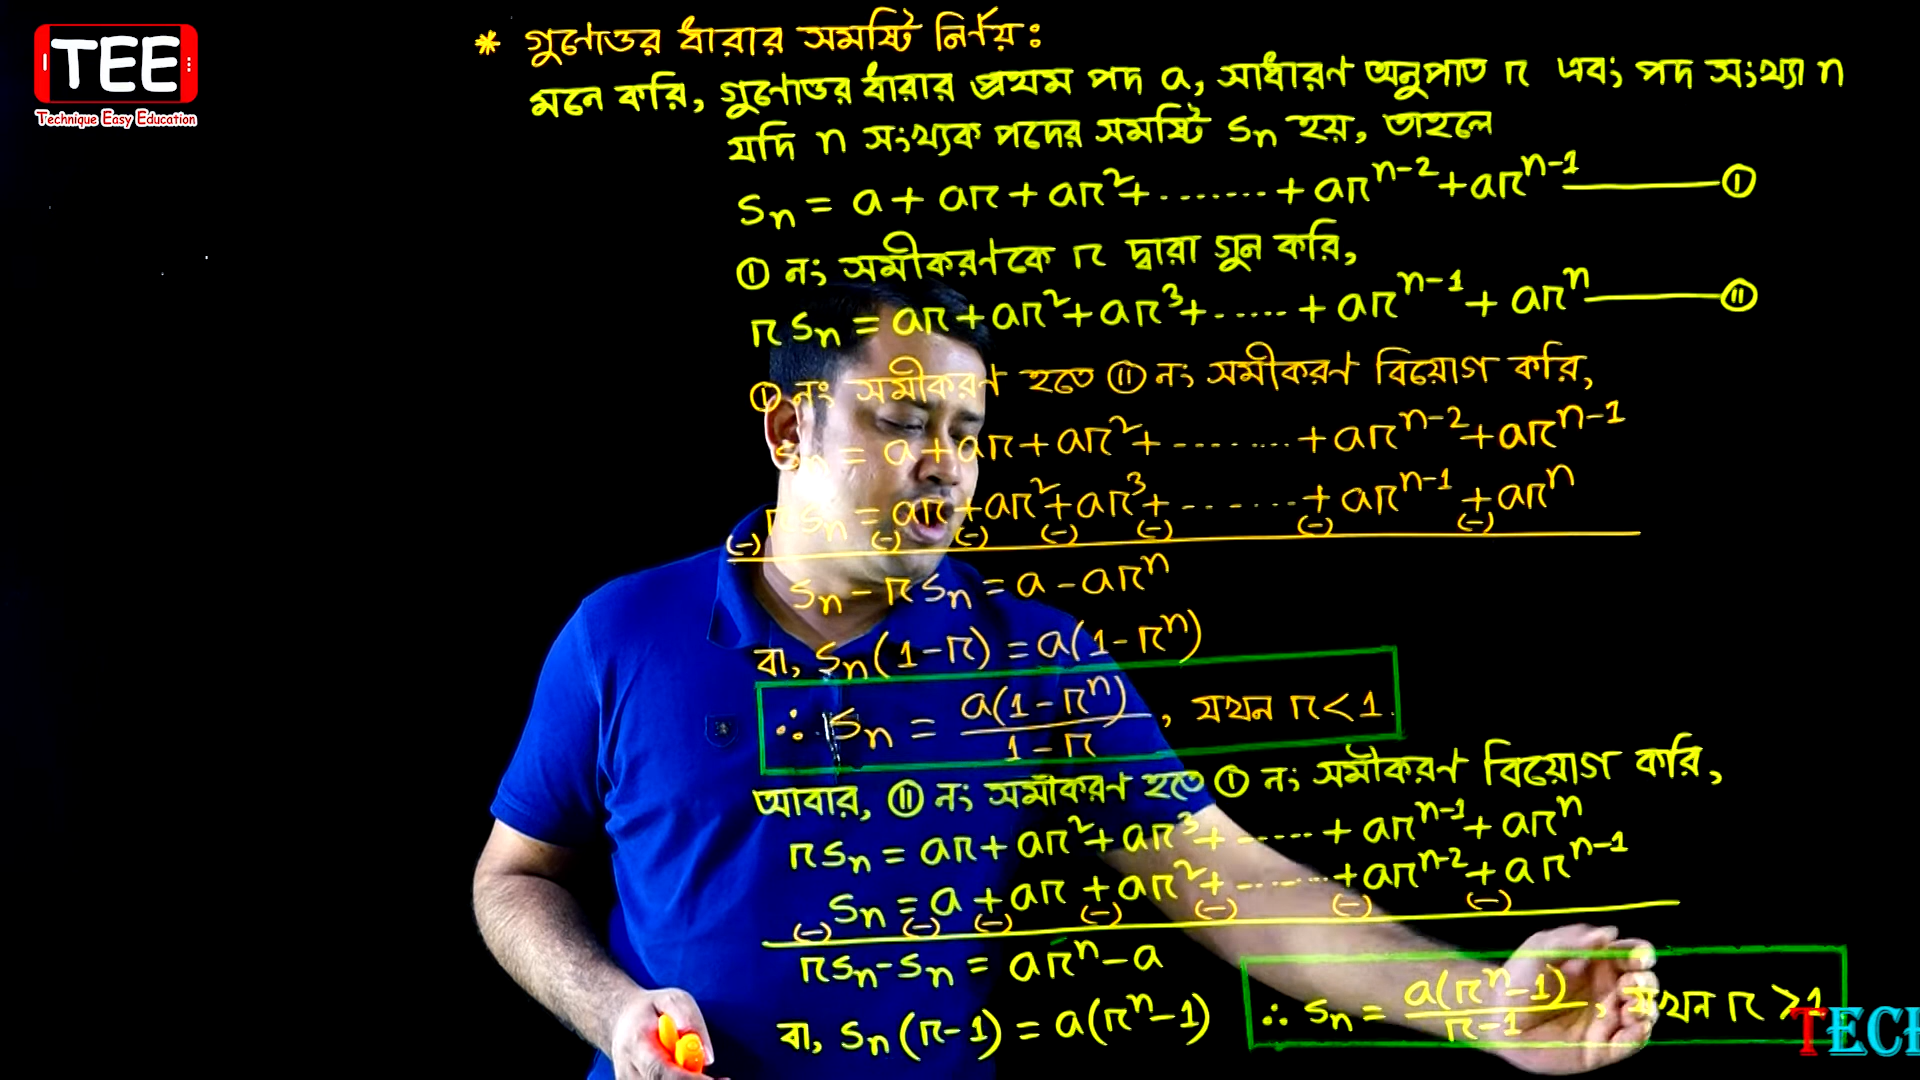 TEE
Technique Easy Education
* গুণোত্তর ধারার সমষ্টি নির্ণয়ঃ
মনে করি, গুণোত্তর ধারার প্রথম পদ a, সাধারণ অনুপাত r এবং পদ সংখ্যা n
যদি n সংখ্যক পদের সমষ্টি Sₙ হয়, তাহলে
Sₙ = a + ar + ar² + ........ + arⁿ⁻² + arⁿ⁻¹ ——— ①
① নং সমীকরণকে r দ্বারা গুন করি,
rSₙ = ar + ar² + ar³ + ..... + arⁿ⁻¹ + arⁿ ——— ⑪
① নং সমীকরণ হতে ⑪ নং সমীকরণ বিয়োগ করি,
Sₙ = a + ar + ar² + ........ + arⁿ⁻² + arⁿ⁻¹
rSₙ = ar + ar² + ar³ + ........ + arⁿ⁻¹ + arⁿ
(-) (-) (-) (-) (-) (-) (-)
Sₙ - rSₙ = a - arⁿ
বা, Sₙ(1-r) = a(1-rⁿ)
∴ Sₙ = a(1-rⁿ)/1-r , যখন r < 1.
আবার, ⑪ নং সমীকরণ হতে ① নং সমীকরণ বিয়োগ করি,
rSₙ = ar + ar² + ar³ + ...... + arⁿ⁻¹ + arⁿ
Sₙ = a + ar + ar² + ....... + arⁿ⁻² + arⁿ⁻¹
(-) (-) (-) (-) (-) (-) (-)
rSₙ - Sₙ = arⁿ - a
বা, Sₙ(r-1) = a(rⁿ-1) ∴ Sₙ = a(rⁿ-1)/r-1 , যখন r > 1
TECH